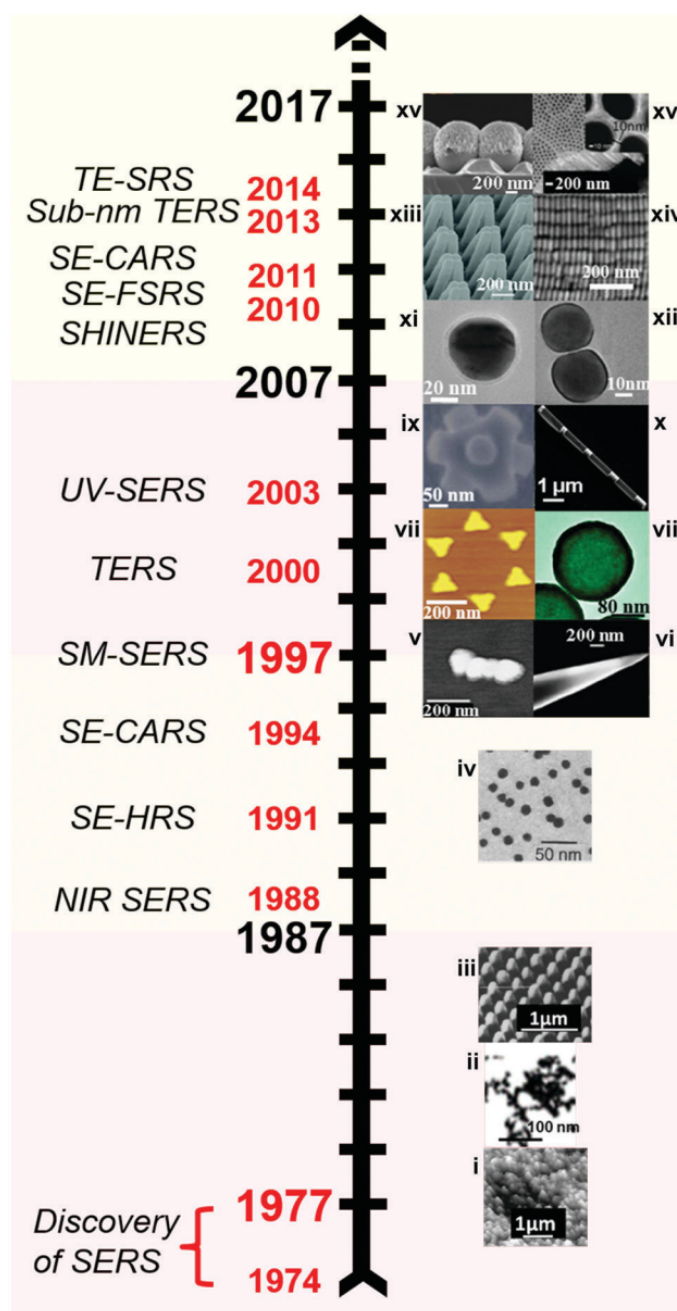 2017
TE-SRS 2014
Sub-nm TERS 2013
SE-CARS 2011
SE-FSRS 2010
SHINERS
2007
UV-SERS 2003
TERS 2000
SM-SERS 1997
SE-CARS 1994
SE-HRS 1991
NIR SERS 1988
1987
1977
Discovery
of SERS
1974
xv
200 nm
xv
10nm
200 nm
xiii
200 nm
xiv
200 nm
xi
20 nm
xii
10nm
ix
50 nm
x
1 µm
vii
200 nm
vii
80 nm
v
200 nm
vi
200 nm
iv
50 nm
iii
1µm
ii
100 nm
i
1µm